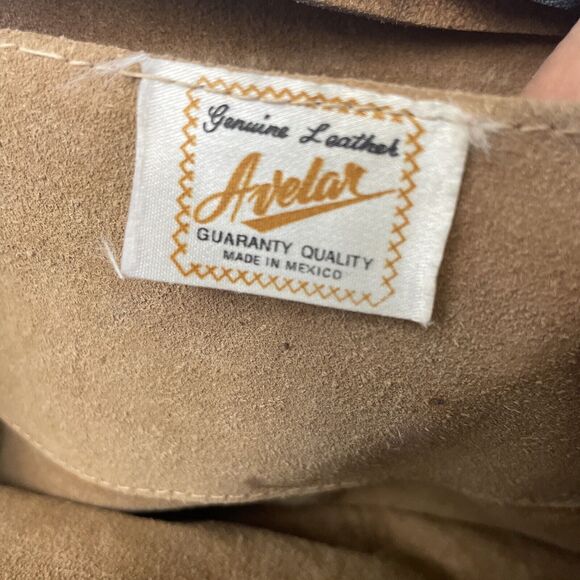 Genuine Leather
Avelar
GUARANTY QUALITY
MADE IN MEXICO